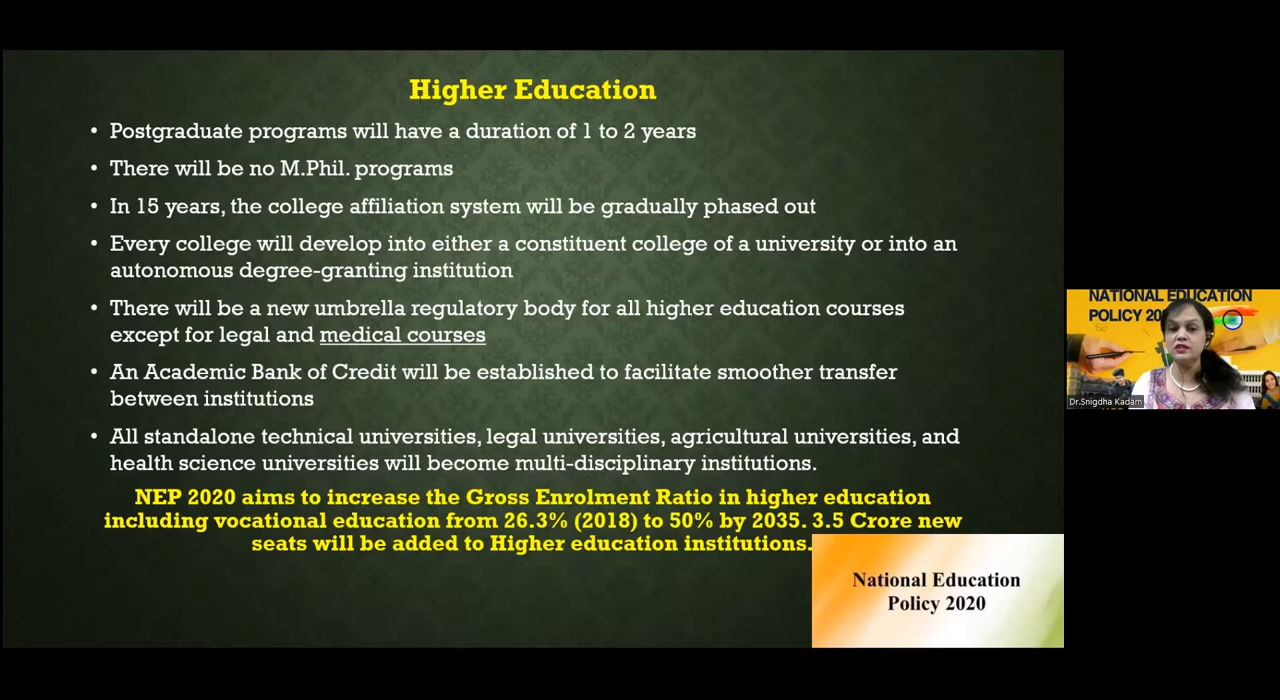 Higher Education
• Postgraduate programs will have a duration of 1 to 2 years
• There will be no M.Phil. programs
• In 15 years, the college affiliation system will be gradually phased out
• Every college will develop into either a constituent college of a university or into an
autonomous degree-granting institution
• There will be a new umbrella regulatory body for all higher education courses
except for legal and medical courses
• An Academic Bank of Credit will be established to facilitate smoother transfer
between institutions
• All standalone technical universities, legal universities, agricultural universities, and
health science universities will become multi-disciplinary institutions.
NEP 2020 aims to increase the Gross Enrolment Ratio in higher education
including vocational education from 26.3% (2018) to 50% by 2035. 3.5 Crore new
seats will be added to Higher education institutions.
National Education
Policy 2020
NATIONAL EDUCATION
POLICY 20
Dr.Snigdha Kadam